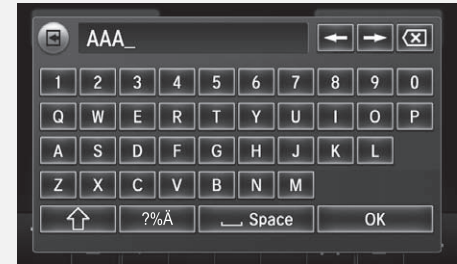 AAA_
1 2 3 4 5 6 7 8 9 0
Q W E R T Y U I O P
A S D F G H J K L
Z X C V B N M
?%Ä Space OK